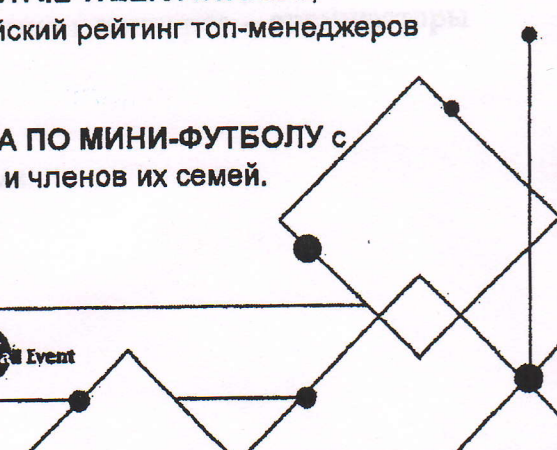 йский рейтинг топ-менеджеров
А ПО МИНИ-ФУТБОЛУ с
и членов их семей.
Event